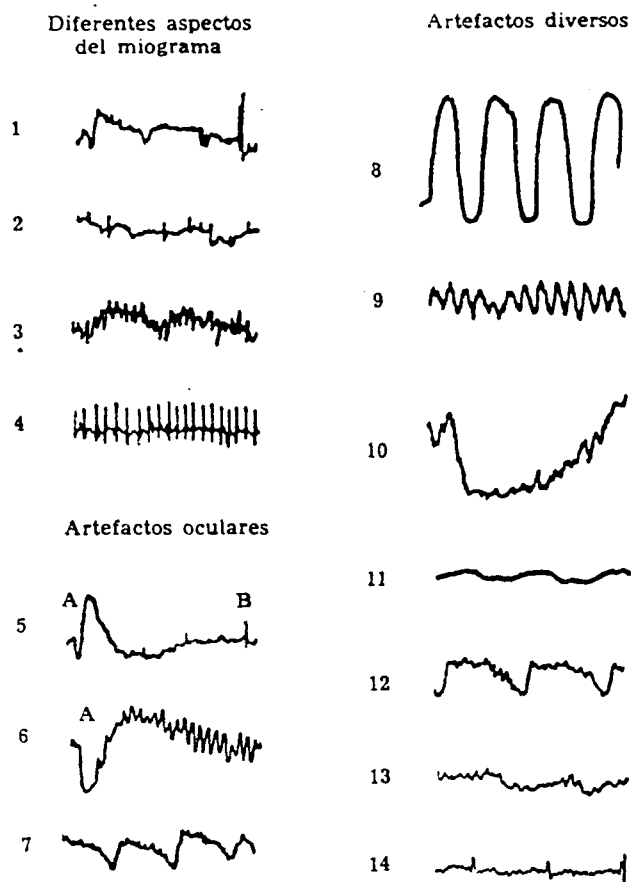 Diferentes aspectos
del miograma
1
2
3
4
Artefactos oculares
A
B
5
A
6
7
Artefactos diversos
8
9
10
11
12
13
14